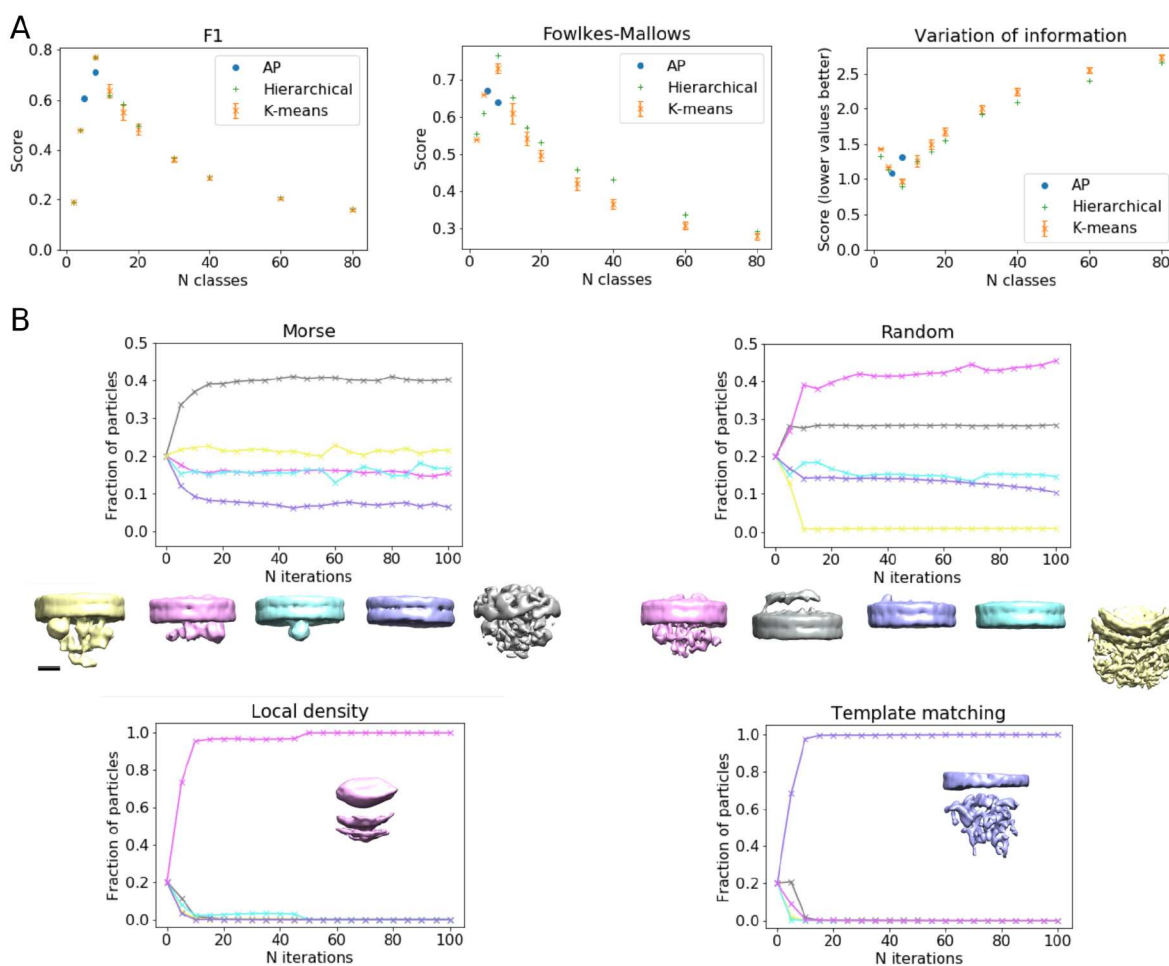 A
F1
Score
0.8
0.6
0.4
0.2
0.0
AP
Hierarchical
K-means
0 20 40 60 80
N classes
Fowlkes-Mallows
Score
0.7
0.6
0.5
0.4
0.3
AP
Hierarchical
K-means
0 20 40 60 80
N classes
Variation of information
Score (lower values better)
2.5
2.0
1.5
1.0
0.5
0.0
AP
Hierarchical
K-means
0 20 40 60 80
N classes
B
Morse
Fraction of particles
0.5
0.4
0.3
0.2
0.1
0.0
0 20 40 60 80 100
N iterations
Random
Fraction of particles
0.5
0.4
0.3
0.2
0.1
0.0
0 20 40 60 80 100
N iterations
Local density
Fraction of particles
1.0
0.8
0.6
0.4
0.2
0.0
0 20 40 60 80 100
N iterations
Template matching
Fraction of particles
1.0
0.8
0.6
0.4
0.2
0.0
0 20 40 60 80 100
N iterations